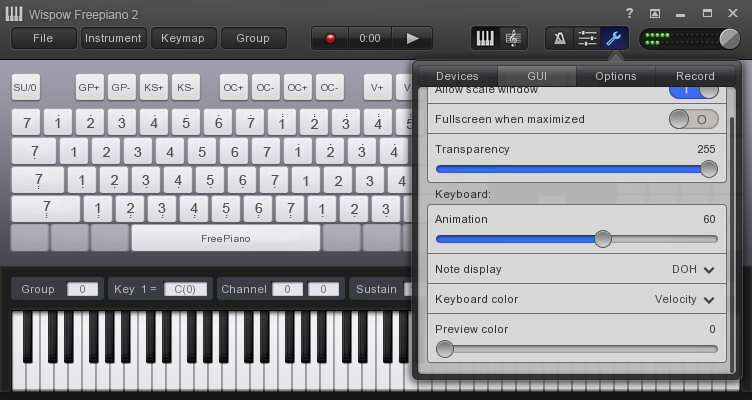 Wispow Freepiano 2
?
File Instrument Keymap Group 0:00
Devices GUI Options Record
Allow scale window I
Fullscreen when maximized O
Transparency 255
Keyboard:
Animation 60
Note display DOH
Keyboard color Velocity
Preview color 0
SU/0 GP+ GP- KS+ KS- OC+ OC- OC+ OC- V+
7 1 2 3 4 5 6 7 1 2 3 4 5
7 1 2 3 4 5 6 7 1 2 3
7 1 2 3 4 5 6 7 1 2 3
7 1 2 3 4 5 6 7 1 2 3
FreePiano
Group 0 Key 1 = C(0) Channel 0 0 Sustain